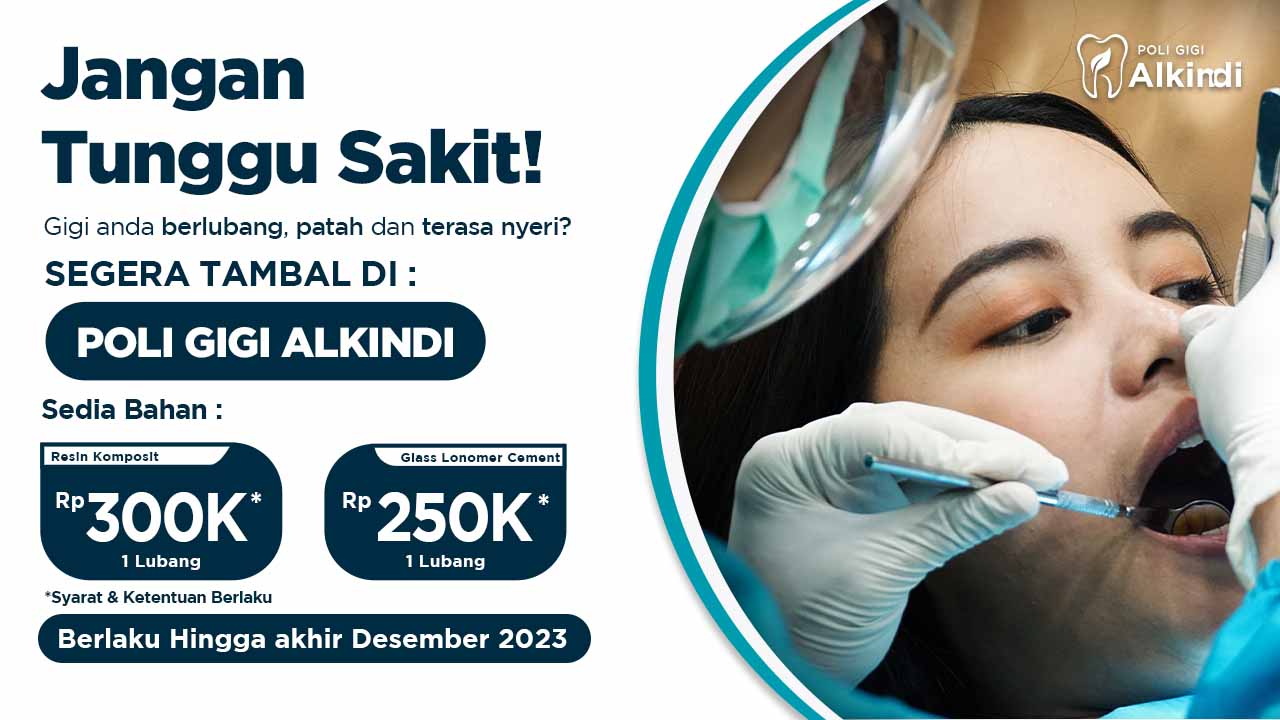 Jangan
Tunggu Sakit!
Gigi anda berlubang, patah dan terasa nyeri?
SEGERA TAMBAL DI :
POLI GIGI ALKINDI
Sedia Bahan :
Resin Komposit
Rp 300K*
1 Lubang
Glass Lonomer Cement
Rp 250K*
1 Lubang
*Syarat & Ketentuan Berlaku
Berlaku Hingga akhir Desember 2023
POLI GIGI
Alkindi